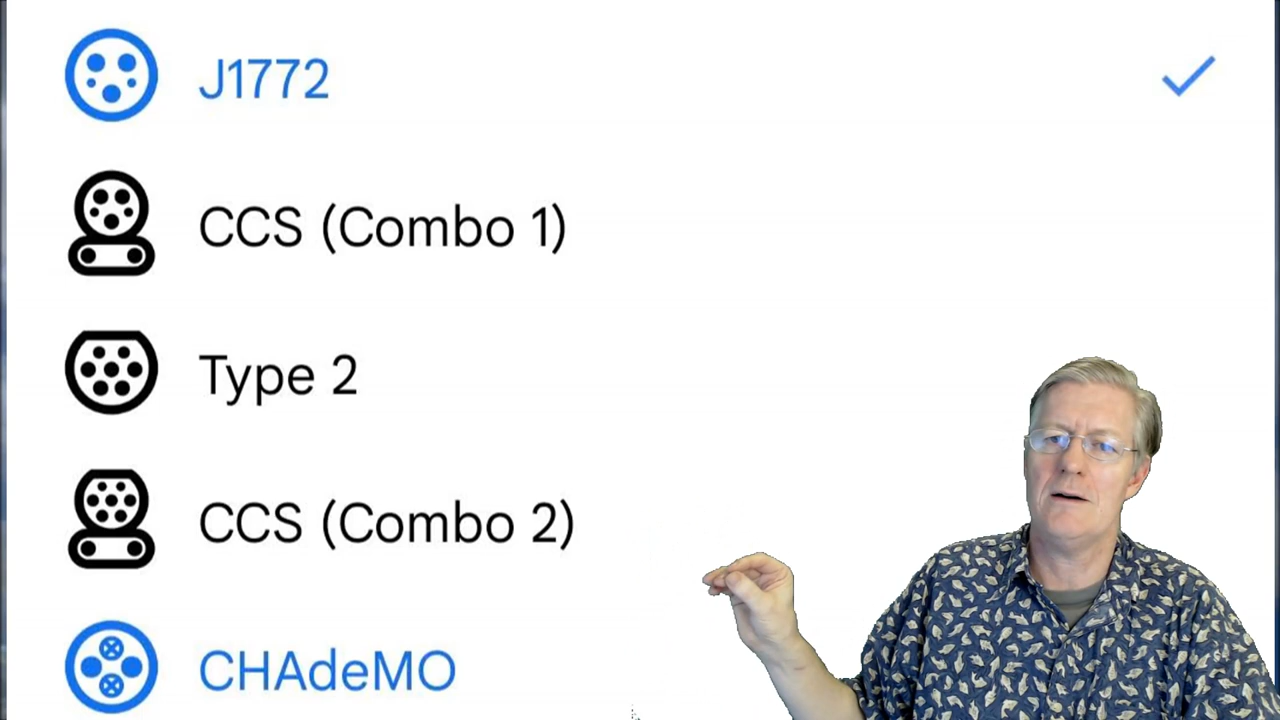 J1772
CCS (Combo 1)
Type 2
CCS (Combo 2)
CHAdeMO